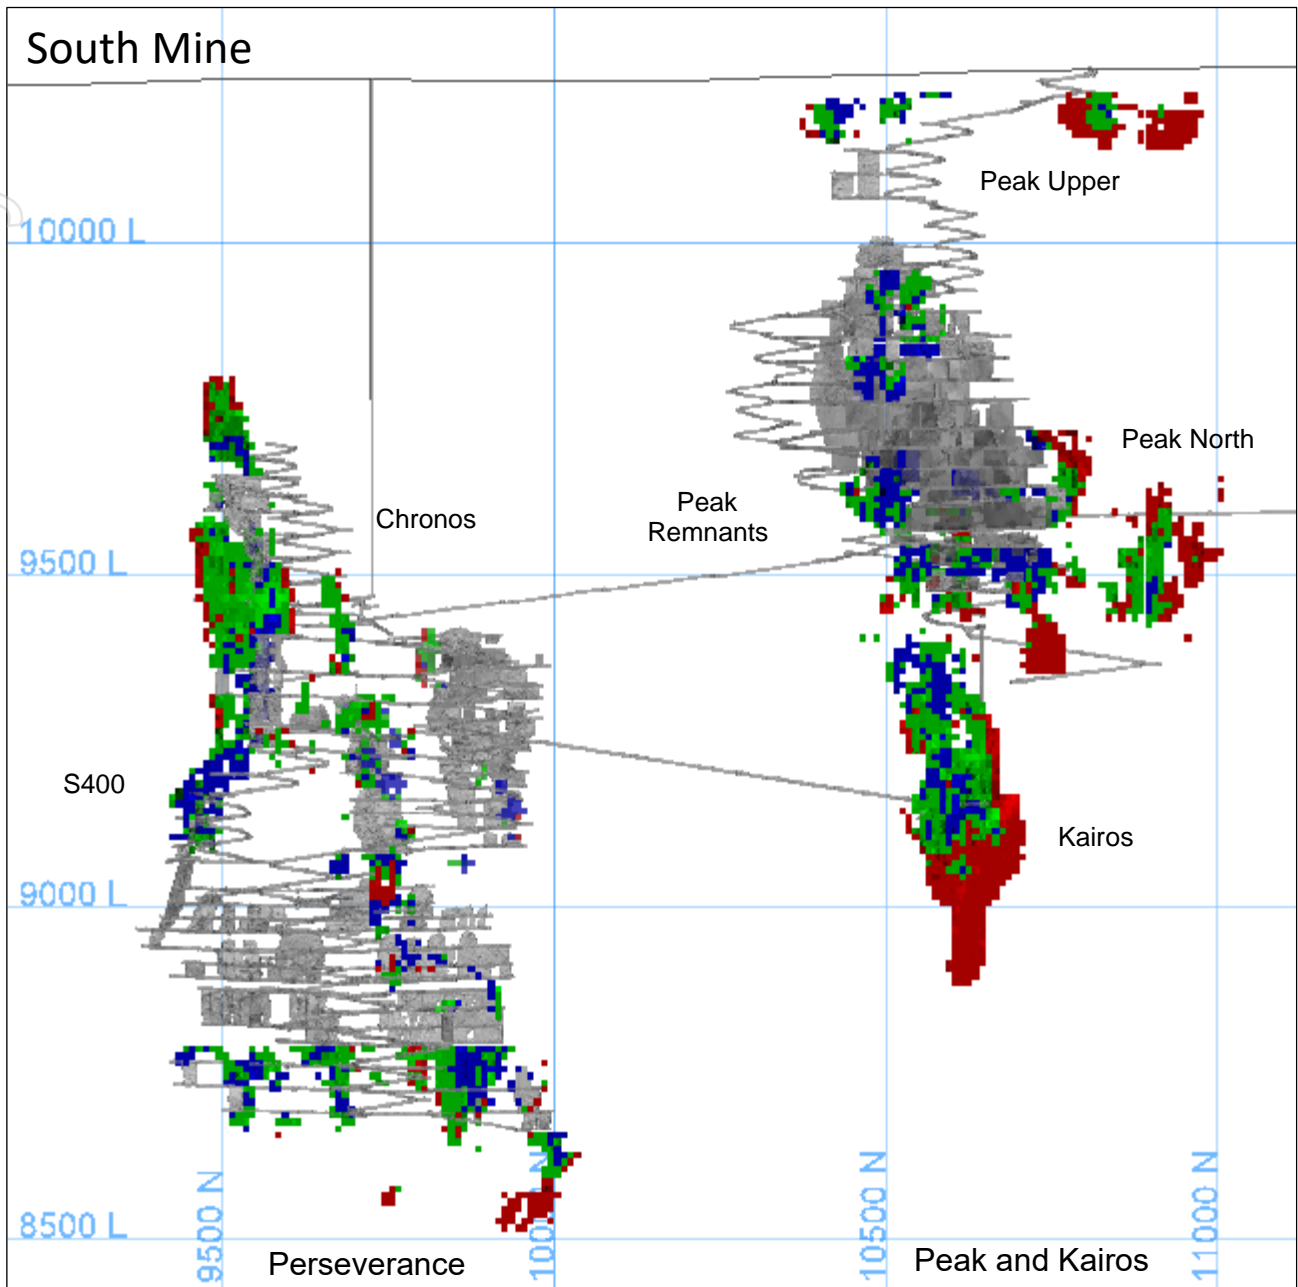 South Mine
Peak Upper
10000 L
Peak North
Peak
Remnants
Chronos
9500 L
S400
Kairos
9000 L
8500 L
9500 N
10500 N
11000 N
Perseverance
Peak and Kairos